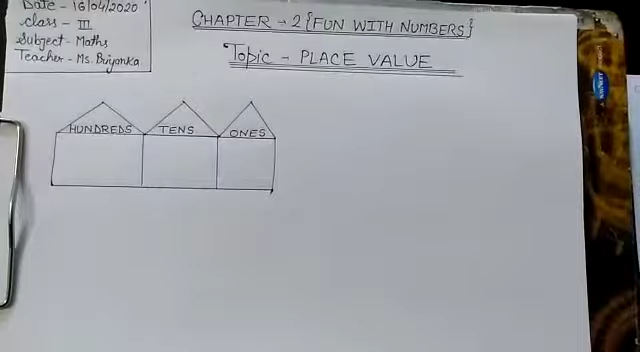 Date - 16/04/2020
Class - III
Subject - Maths
Teacher - Ms. Priyanka
CHAPTER - 2 {FUN WITH NUMBERS}
Topic - PLACE VALUE
HUNDREDS TENS ONES